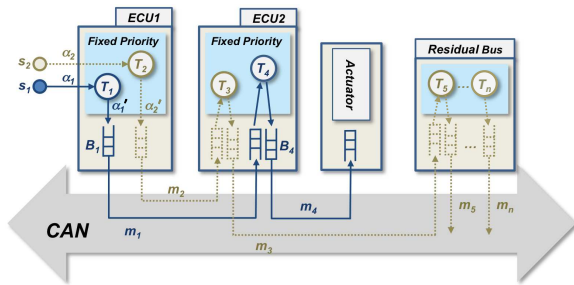 ECU1
ECU2
Fixed Priority
Fixed Priority
Actuator
Residual Bus
s₂
α₂
T₂
s₁
α₁
T₁
α₁'
α₂'
T₃
T₄
T₅
...
Tₙ
B₁
B₄
...
m₂
m₄
m₅
mₙ
CAN
m₁
m₃